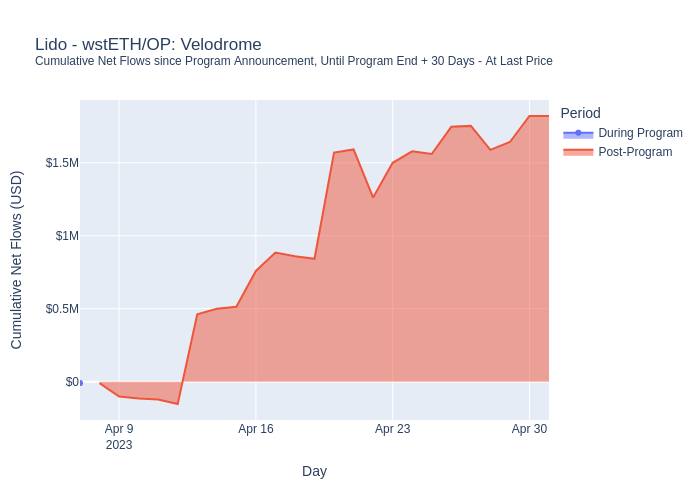 Lido - wstETH/OP: Velodrome
Cumulative Net Flows since Program Announcement, Until Program End + 30 Days - At Last Price
Period
During Program
Post-Program
Cumulative Net Flows (USD)
$1.5M
$1M
$0.5M
$0
Apr 9
2023
Apr 16
Apr 23
Apr 30
Day